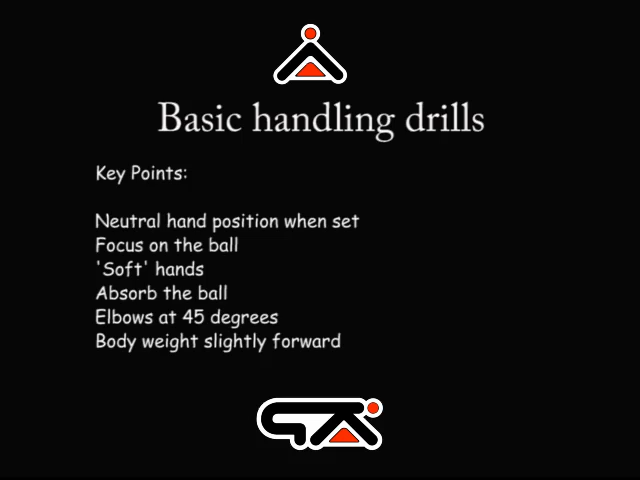 Basic handling drills
Key Points:
Neutral hand position when set
Focus on the ball
'Soft' hands
Absorb the ball
Elbows at 45 degrees
Body weight slightly forward